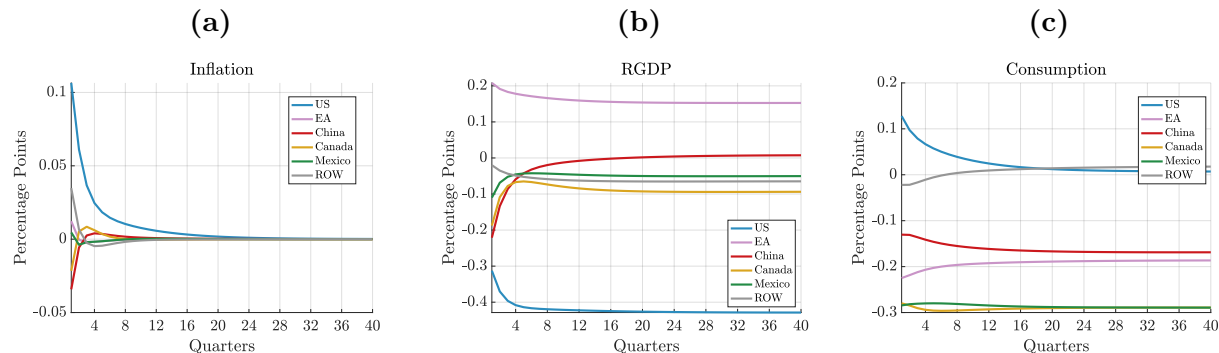 (a)
Inflation
Percentage Points
0.1
0.05
0
-0.05
4 8 12 16 20 24 28 32 36 40
Quarters
US
EA
China
Canada
Mexico
ROW
(b)
RGDP
Percentage Points
0.2
0.1
0
-0.1
-0.2
-0.3
-0.4
4 8 12 16 20 24 28 32 36 40
Quarters
US
EA
China
Canada
Mexico
ROW
(c)
Consumption
Percentage Points
0.2
0.1
0
-0.1
-0.2
-0.3
4 8 12 16 20 24 28 32 36 40
Quarters
US
EA
China
Canada
Mexico
ROW